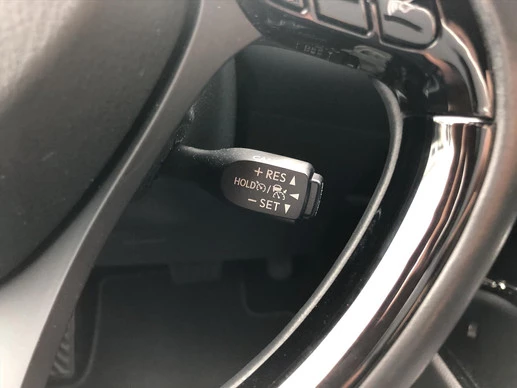 + RES ▲
HOLD / ◀
− SET ▼